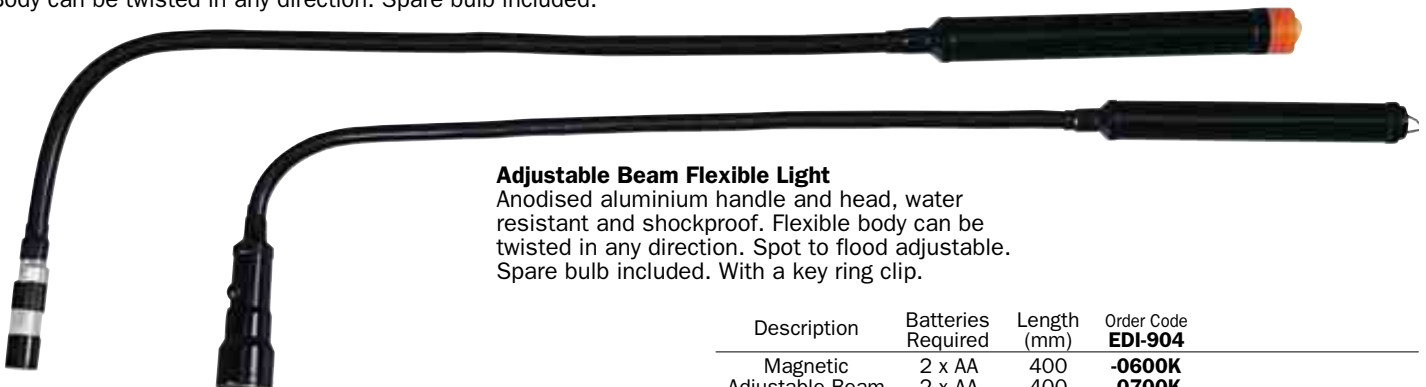 Body can be twisted in any direction. Spare bulb included.
Adjustable Beam Flexible Light
Anodised aluminium handle and head, water
resistant and shockproof. Flexible body can be
twisted in any direction. Spot to flood adjustable.
Spare bulb included. With a key ring clip.
Description Batteries Required Length (mm) Order Code EDI-904
Magnetic 2 x AA 400 -0600K
Adjustable Beam 2 x AA 400 -0700K